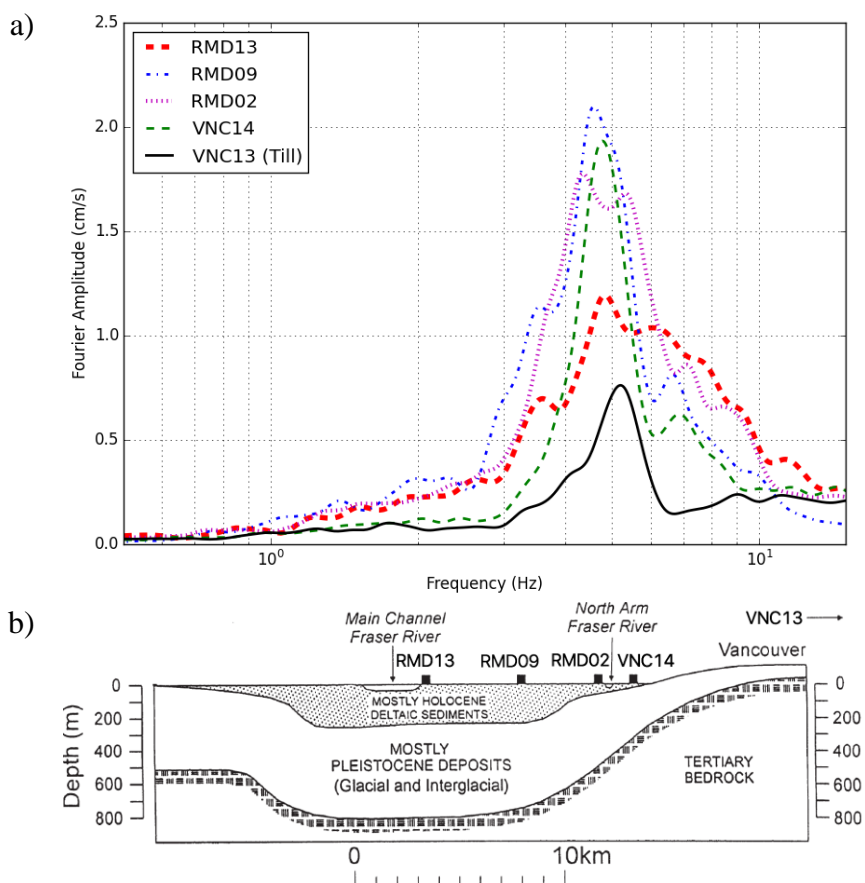 a)
2.5
2.0
1.5
1.0
0.5
0.0
Fourier Amplitude (cm/s)
RMD13
RMD09
RMD02
VNC14
VNC13 (Till)
10⁰
10¹
Frequency (Hz)
b)
Main Channel
Fraser River
North Arm
Fraser River
VNC13
Vancouver
RMD13
RMD09
RMD02
VNC14
Depth (m)
0
200
400
600
800
MOSTLY HOLOCENE
DELTAIC SEDIMENTS
MOSTLY
PLEISTOCENE DEPOSITS
(Glacial and Interglacial)
TERTIARY
BEDROCK
0
200
400
600
800
0
10km